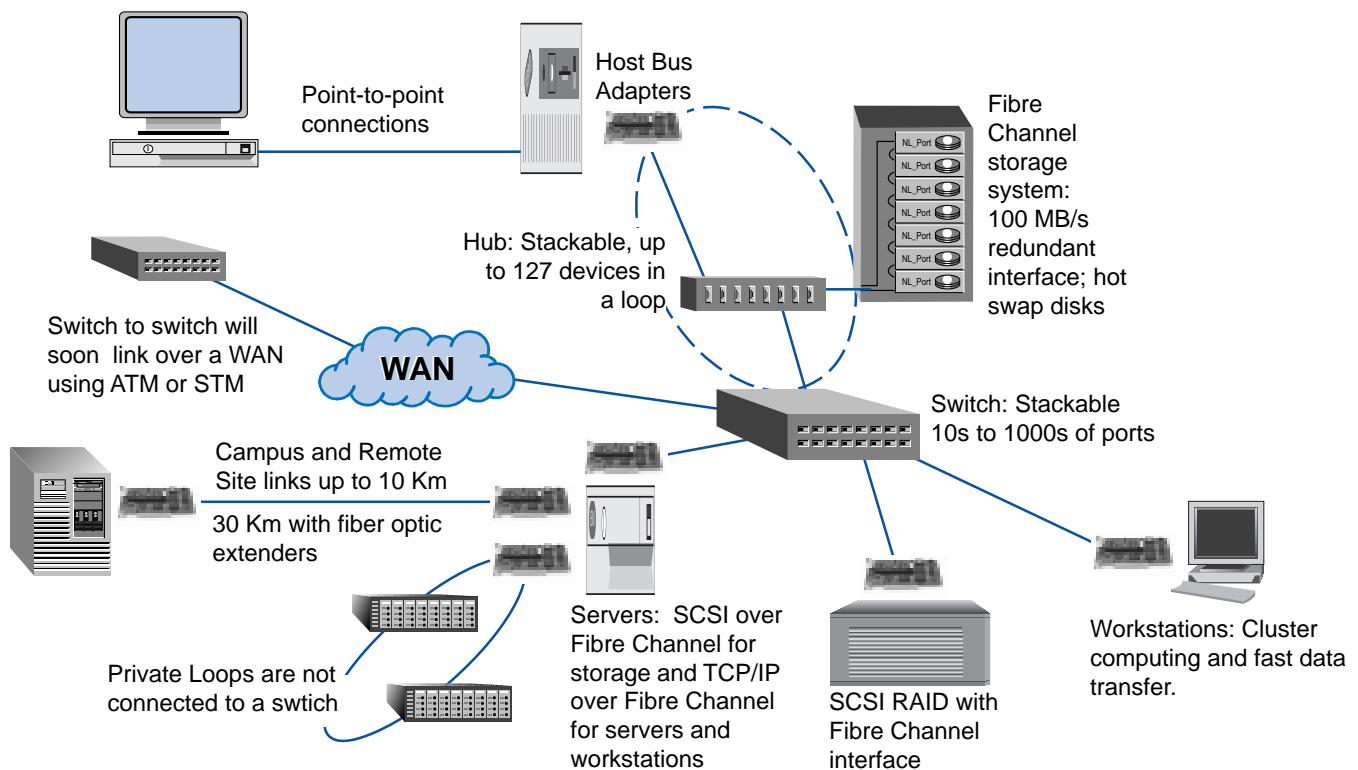 Point-to-point
connections
Host Bus
Adapters
Fibre
Channel
storage
system:
100 MB/s
redundant
interface; hot
swap disks
NL_Port
NL_Port
NL_Port
NL_Port
NL_Port
NL_Port
NL_Port
Hub: Stackable, up
to 127 devices in
a loop
Switch to switch will
soon link over a WAN
using ATM or STM
WAN
Switch: Stackable
10s to 1000s of ports
Campus and Remote
Site links up to 10 Km
30 Km with fiber optic
extenders
Private Loops are not
connected to a swtich
Servers: SCSI over
Fibre Channel for
storage and TCP/IP
over Fibre Channel
for servers and
workstations
SCSI RAID with
Fibre Channel
interface
Workstations: Cluster
computing and fast data
transfer.